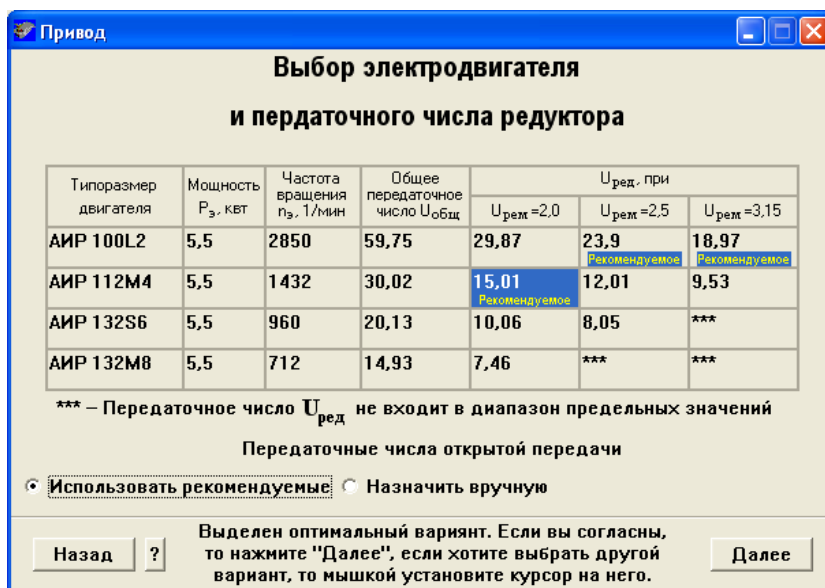 Привод
Выбор электродвигателя
и пердаточного числа редуктора
Типоразмер двигателя Мощность Pэ, квт Частота вращения nэ, 1/мин Общее передаточное число Uобщ Uред, при
Uрем=2,0 Uрем=2,5 Uрем=3,15
АИР 100L2 5,5 2850 59,75 29,87 23,9 18,97
Рекомендуемое Рекомендуемое
АИР 112М4 5,5 1432 30,02 15,01 12,01 9,53
Рекомендуемое
АИР 132S6 5,5 960 20,13 10,06 8,05 ***
АИР 132М8 5,5 712 14,93 7,46 *** ***
*** – Передаточное число Uред не входит в диапазон предельных значений
Передаточные числа открытой передачи
Использовать рекомендуемые Назначить вручную
Выделен оптимальный вариянт. Если вы согласны,
Назад ? то нажмите "Далее", если хотите выбрать другой Далее
вариант, то мышкой установите курсор на него.